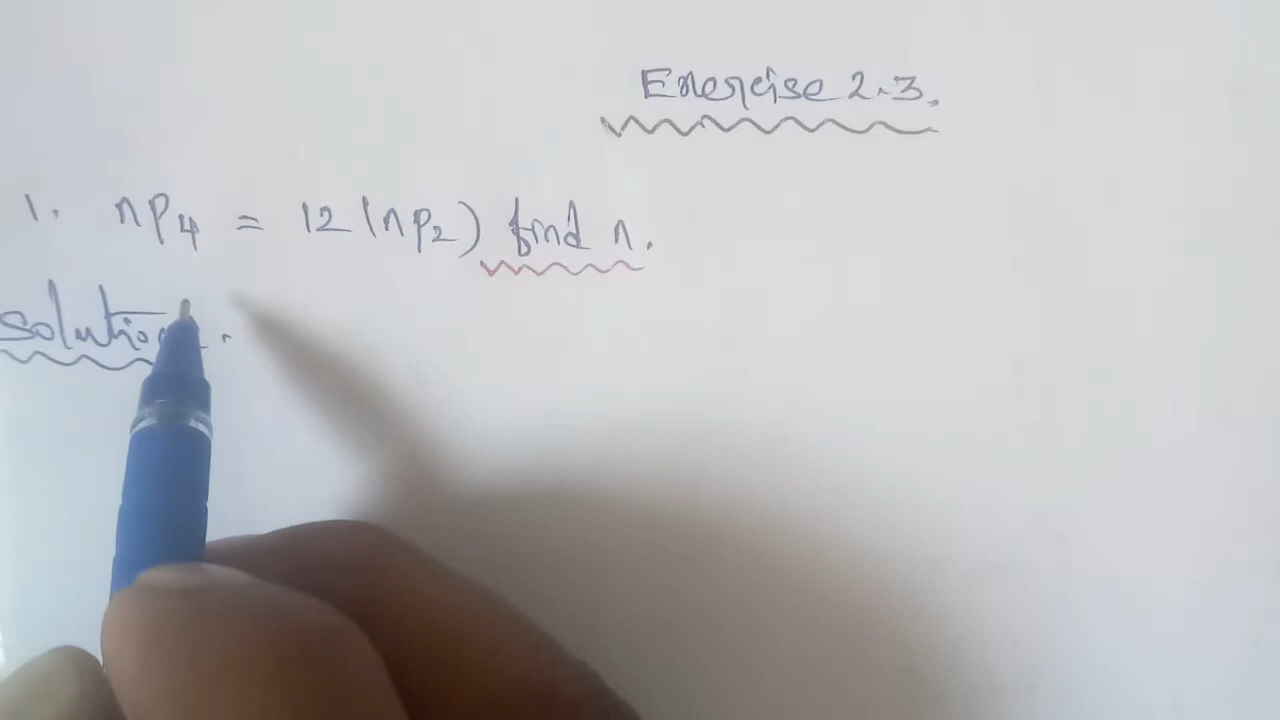 Exercise 2.3.
1. nP4 = 12(nP2) find n.
Solution.